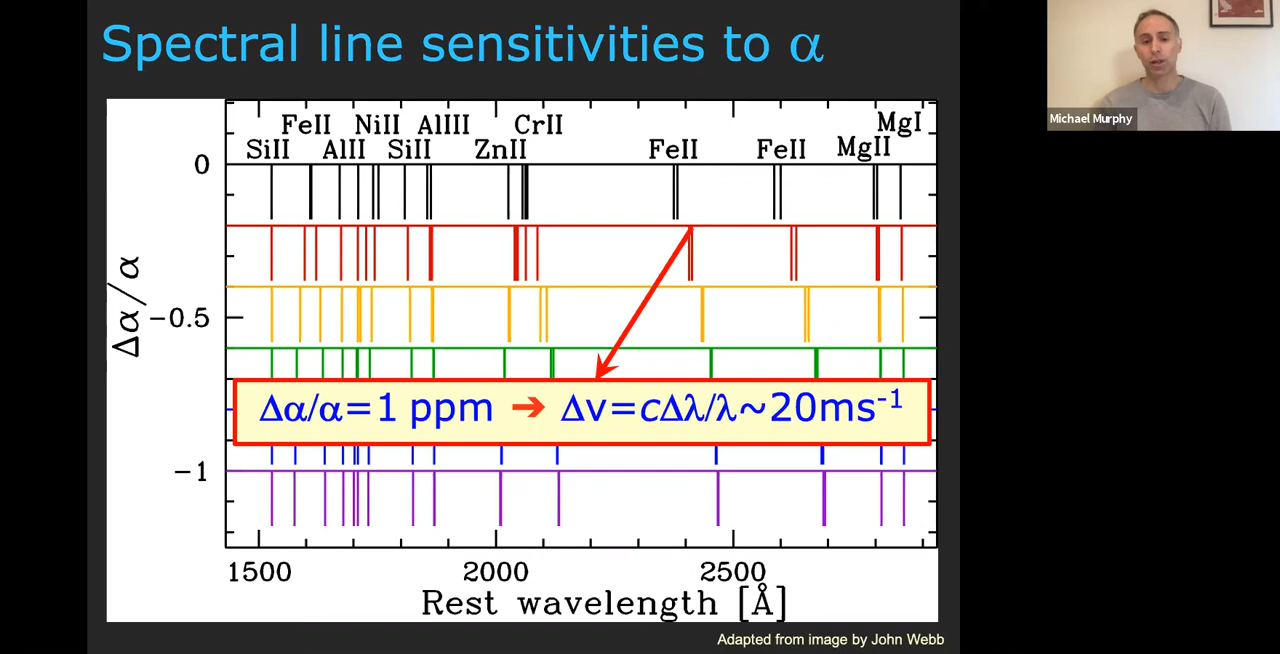 Spectral line sensitivities to α
Michael Murphy
FeII NiII AlIII CrII MgI
SiII AlII SiII ZnII FeII FeII MgII
0
−0.5
−1
Δα/α
Δα/α=1 ppm ➔ Δv=cΔλ/λ~20ms⁻¹
1500 2000 2500
Rest wavelength [Å]
Adapted from image by John Webb